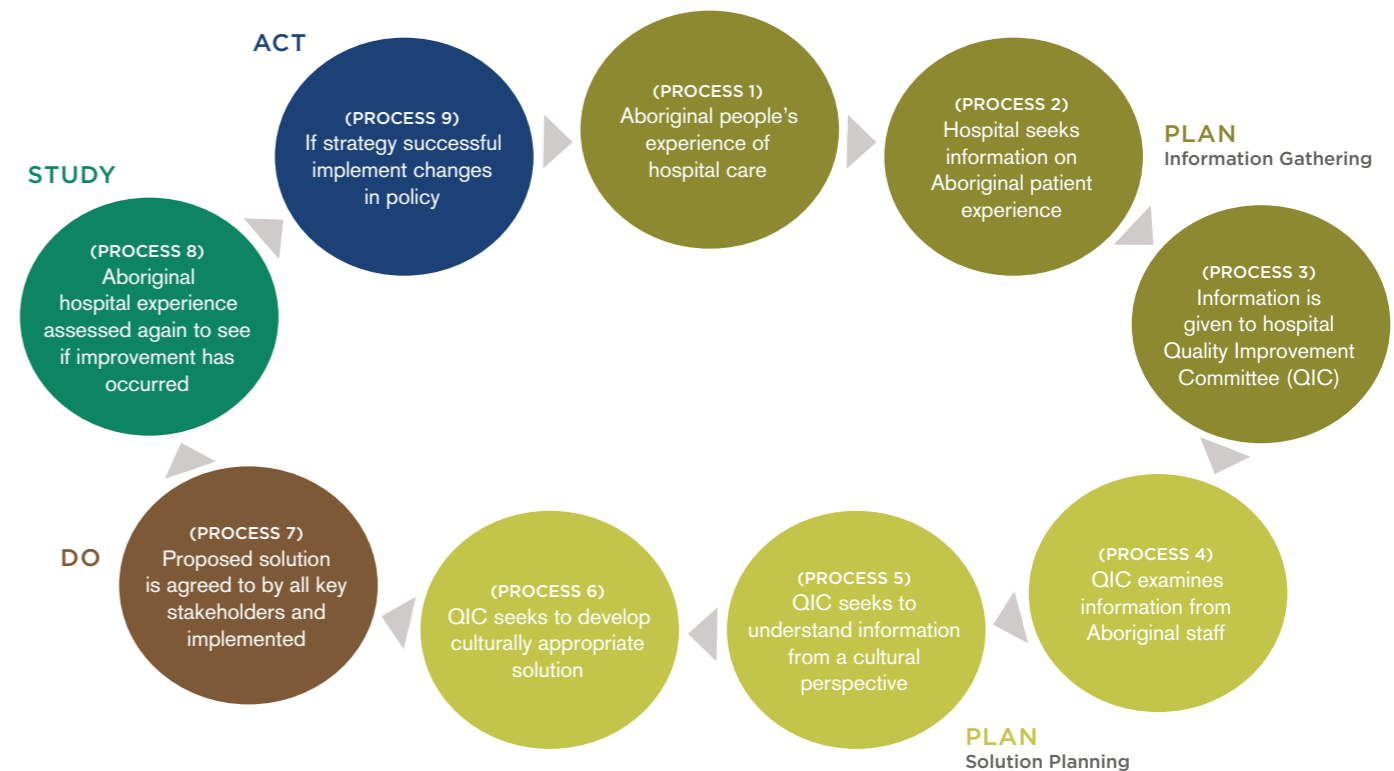 ACT
(PROCESS 9)
If strategy successful
implement changes
in policy
(PROCESS 1)
Aboriginal people’s
experience of
hospital care
(PROCESS 2)
Hospital seeks
information on
Aboriginal patient
experience
PLAN
Information Gathering
(PROCESS 3)
Information is
given to hospital
Quality Improvement
Committee (QIC)
(PROCESS 4)
QIC examines
information from
Aboriginal staff
PLAN
Solution Planning
(PROCESS 5)
QIC seeks to
understand information
from a cultural
perspective
(PROCESS 6)
QIC seeks to develop
culturally appropriate
solution
DO
(PROCESS 7)
Proposed solution
is agreed to by all key
stakeholders and
implemented
STUDY
(PROCESS 8)
Aboriginal
hospital experience
assessed again to see
if improvement has
occurred